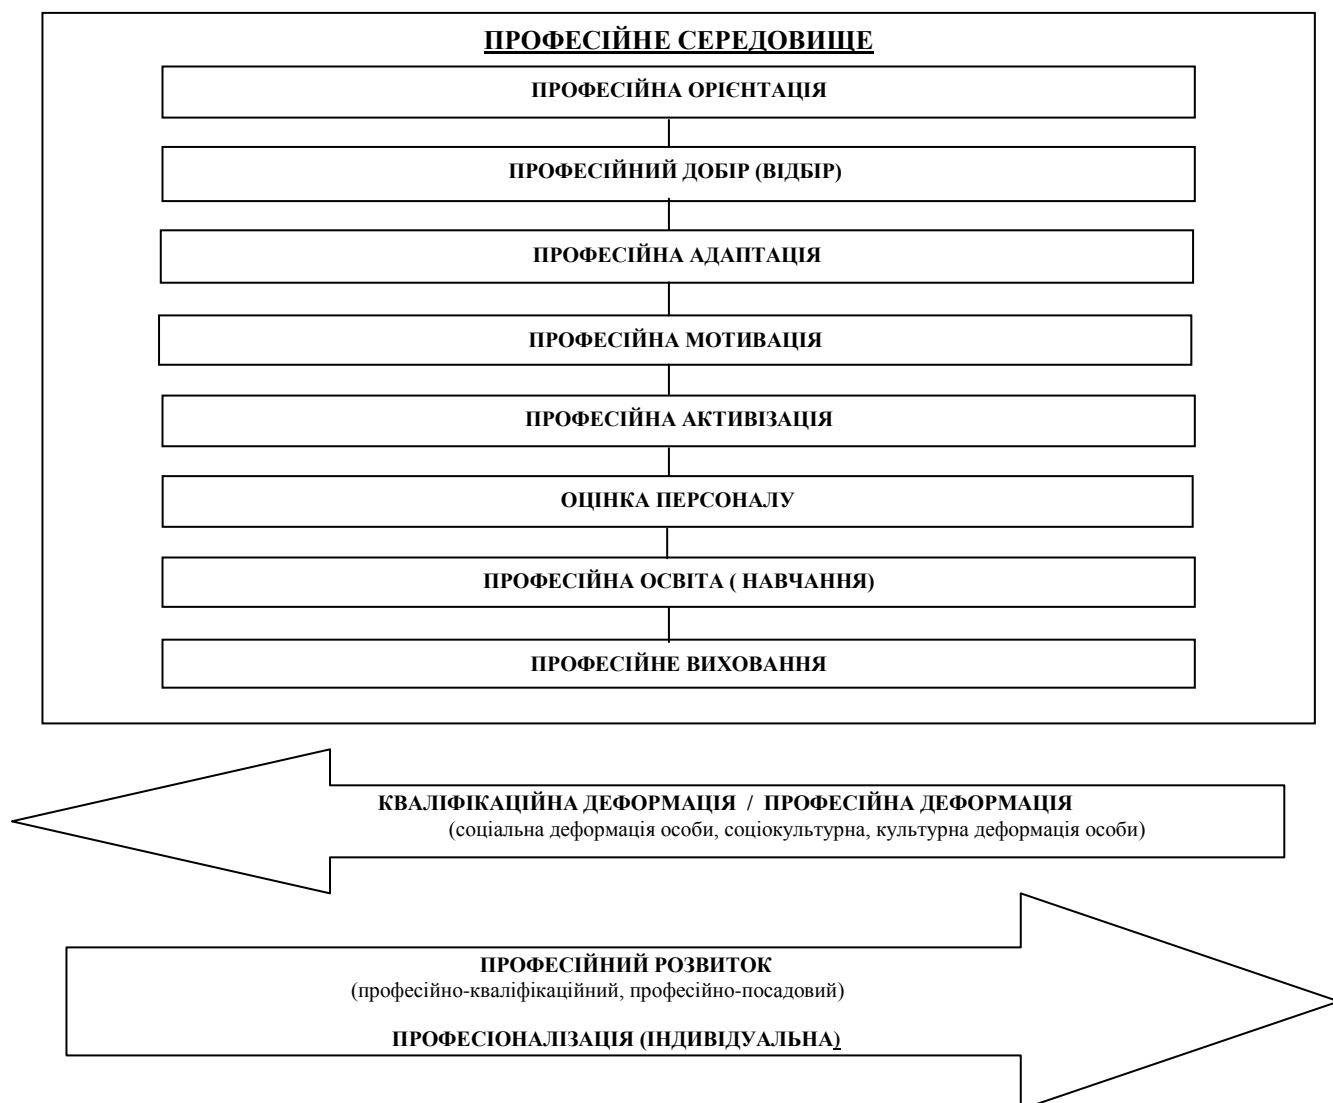 ПРОФЕСІЙНЕ СЕРЕДОВИЩЕ
ПРОФЕСІЙНА ОРІЄНТАЦІЯ
ПРОФЕСІЙНИЙ ДОБІР (ВІДБІР)
ПРОФЕСІЙНА АДАПТАЦІЯ
ПРОФЕСІЙНА МОТИВАЦІЯ
ПРОФЕСІЙНА АКТИВІЗАЦІЯ
ОЦІНКА ПЕРСОНАЛУ
ПРОФЕСІЙНА ОСВІТА ( НАВЧАННЯ)
ПРОФЕСІЙНЕ ВИХОВАННЯ
КВАЛІФІКАЦІЙНА ДЕФОРМАЦІЯ / ПРОФЕСІЙНА ДЕФОРМАЦІЯ
(соціальна деформація особи, соціокультурна, культурна деформація особи)
ПРОФЕСІЙНИЙ РОЗВИТОК
(професійно-кваліфікаційний, професійно-посадовий)
ПРОФЕСІОНАЛІЗАЦІЯ (ІНДИВІДУАЛЬНА)